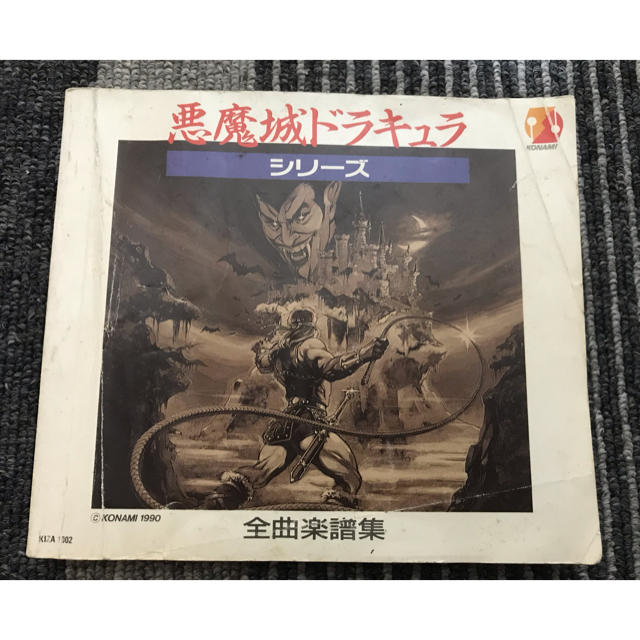 悪魔城ドラキュラ
KONAMI
シリーズ
© KONAMI 1990
全曲楽譜集
KIZA 1002